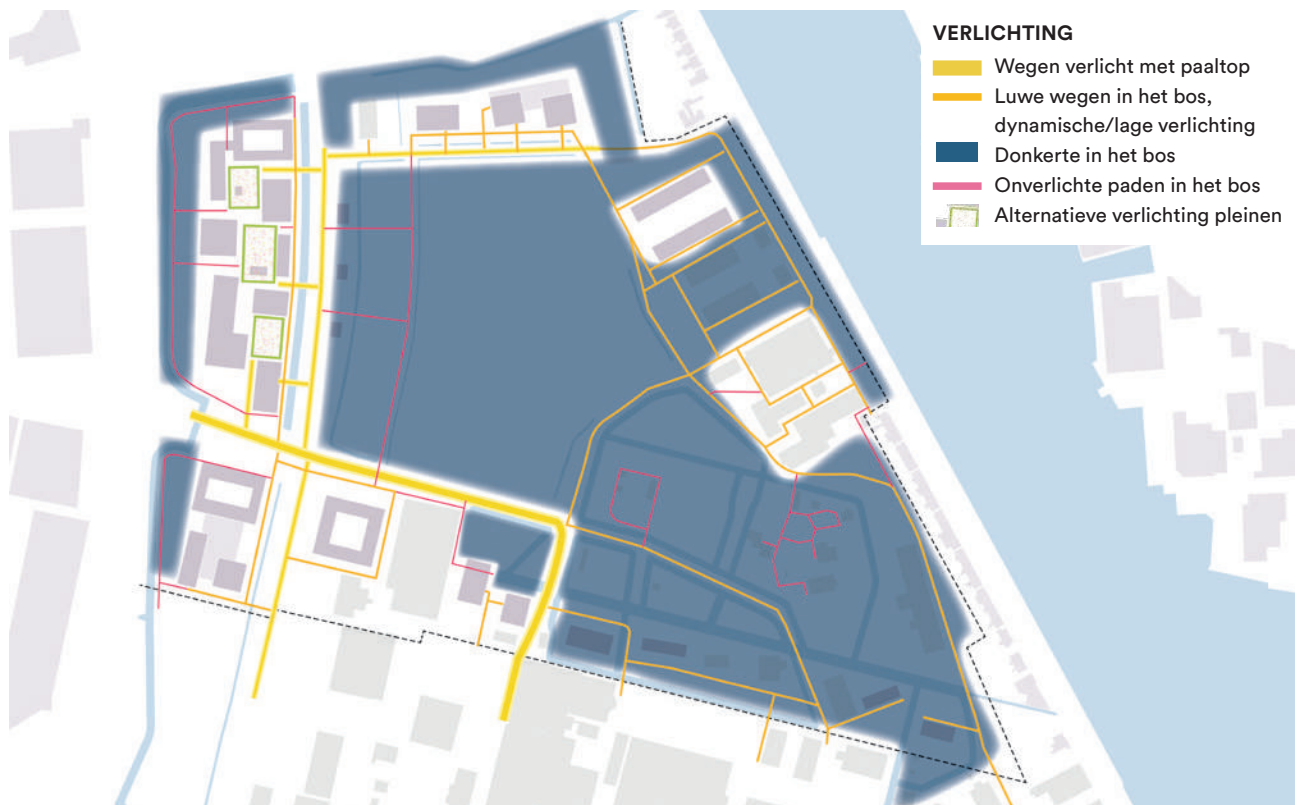 VERLICHTING
Wegen verlicht met paaltop
Luwe wegen in het bos,
dynamische/lage verlichting
Donkerte in het bos
Onverlichte paden in het bos
Alternatieve verlichting pleinen